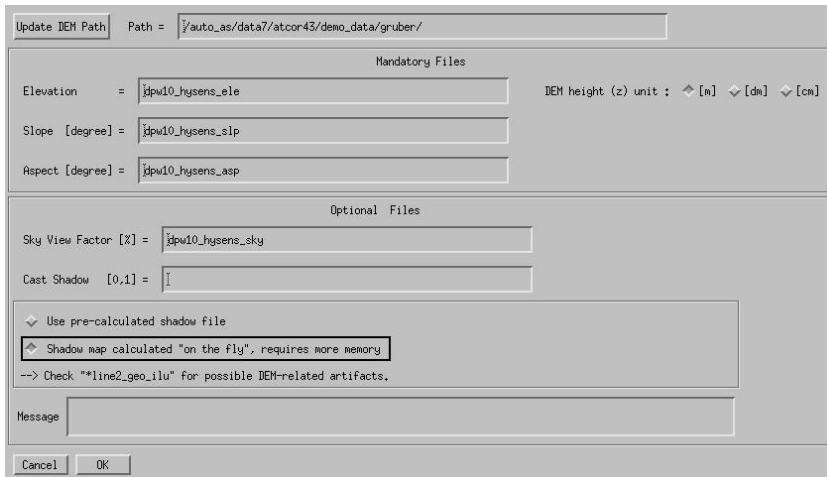 Update DEM Path Path = /auto_as/data7/atcor43/demo_data/gruber/
Mandatory Files
Elevation = dpw10_hysens_ele DEM height (z) unit : [m] [dm] [cm]
Slope [degree] = dpw10_hysens_slp
Aspect [degree] = dpw10_hysens_asp
Optional Files
Sky View Factor [%] = dpw10_hysens_sky
Cast Shadow [0,1] =
Use pre-calculated shadow file
Shadow map calculated "on the fly", requires more memory
--> Check "*line2_geo_ilu" for possible DEM-related artifacts.
Message
Cancel OK